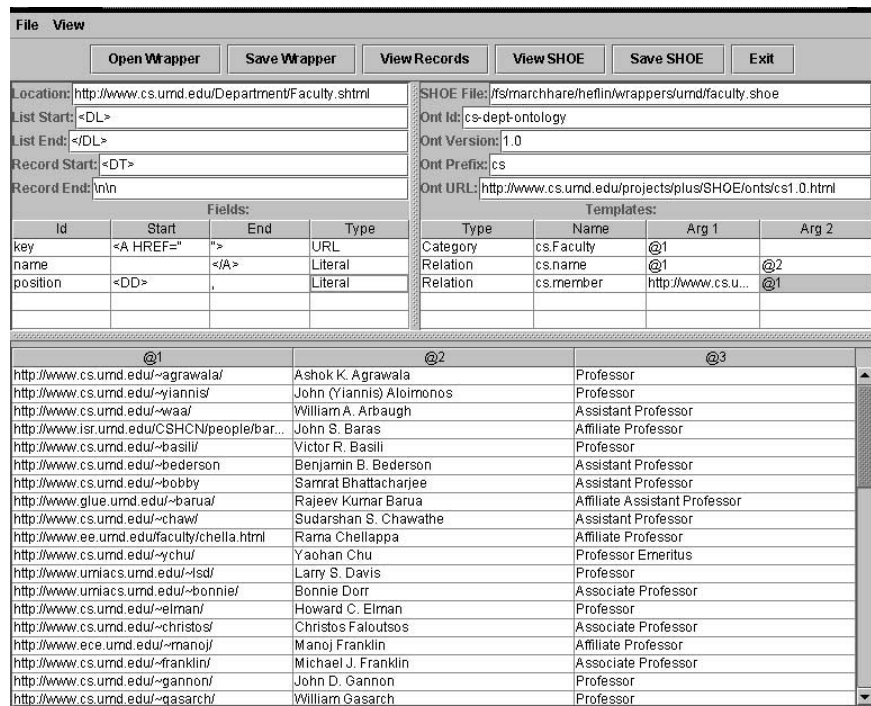 File View
Open Wrapper Save Wrapper View Records View SHOE Save SHOE Exit
Location: http://www.cs.umd.edu/Department/Faculty.shtml
List Start: <DL>
List End: </DL>
Record Start: <DT>
Record End: \n\n
Fields:
Id Start End Type
key <A HREF=" "> URL
name </A> Literal
position <DD> , Literal
SHOE File: /fs/marchhare/heflin/wrappers/umd/faculty.shoe
Ont Id: cs-dept-ontology
Ont Version: 1.0
Ont Prefix: cs
Ont URL: http://www.cs.umd.edu/projects/plus/SHOE/onts/cs1.0.html
Templates:
Type Name Arg 1 Arg 2
Category cs.Faculty @1
Relation cs.name @1 @2
Relation cs.member http://www.cs.u... @1
@1 @2 @3
http://www.cs.umd.edu/~agrawala/ Ashok K. Agrawala Professor
http://www.cs.umd.edu/~yiannis/ John (Yiannis) Aloimonos Professor
http://www.cs.umd.edu/~waa/ William A. Arbaugh Assistant Professor
http://www.isr.umd.edu/CSHCN/people/bar... John S. Baras Affiliate Professor
http://www.cs.umd.edu/~basili/ Victor R. Basili Professor
http://www.cs.umd.edu/~bederson Benjamin B. Bederson Assistant Professor
http://www.cs.umd.edu/~bobby Samrat Bhattacharjee Assistant Professor
http://www.glue.umd.edu/~barua/ Rajeev Kumar Barua Affiliate Assistant Professor
http://www.cs.umd.edu/~chaw/ Sudarshan S. Chawathe Assistant Professor
http://www.ee.umd.edu/faculty/chella.html Rama Chellappa Affiliate Professor
http://www.cs.umd.edu/~ychu/ Yaohan Chu Professor Emeritus
http://www.umiacs.umd.edu/~lsd/ Larry S. Davis Professor
http://www.umiacs.umd.edu/~bonnie/ Bonnie Dorr Associate Professor
http://www.cs.umd.edu/~elman/ Howard C. Elman Professor
http://www.cs.umd.edu/~christos/ Christos Faloutsos Associate Professor
http://www.ece.umd.edu/~manoj/ Manoj Franklin Affiliate Professor
http://www.cs.umd.edu/~franklin/ Michael J. Franklin Associate Professor
http://www.cs.umd.edu/~gannon/ John D. Gannon Professor
http://www.cs.umd.edu/~gasarch/ William Gasarch Professor